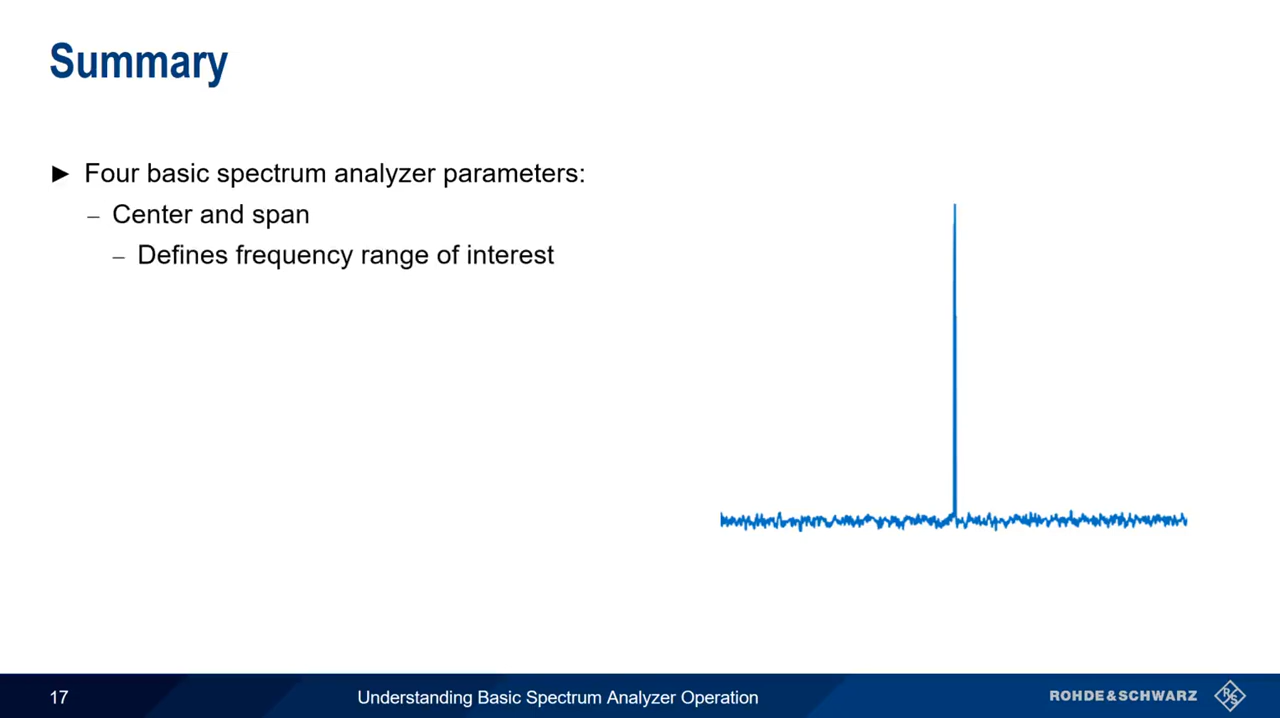 Summary
► Four basic spectrum analyzer parameters:
– Center and span
– Defines frequency range of interest
17
Understanding Basic Spectrum Analyzer Operation
ROHDE & SCHWARZ
R S